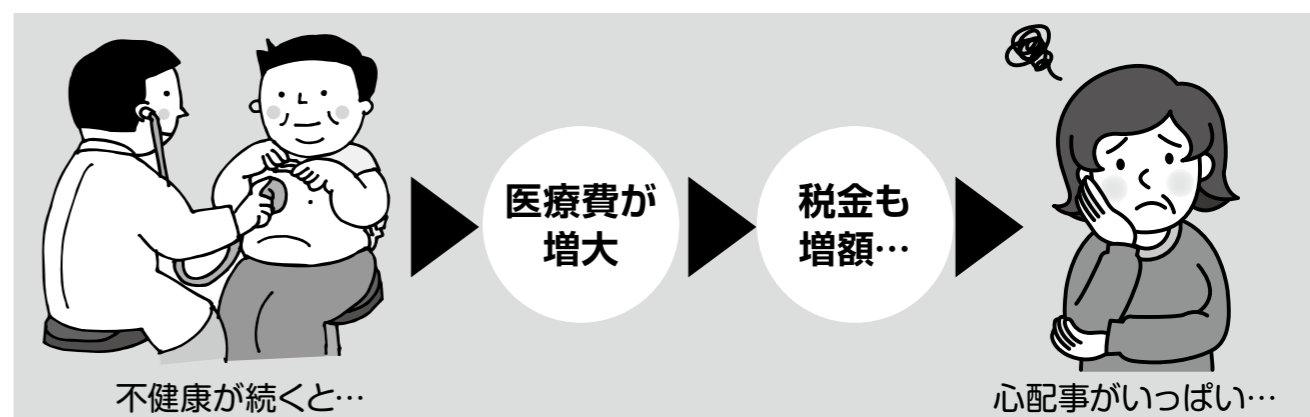 不健康が続くと…
医療費が
増大
税金も
増額…
心配事がいっぱい…